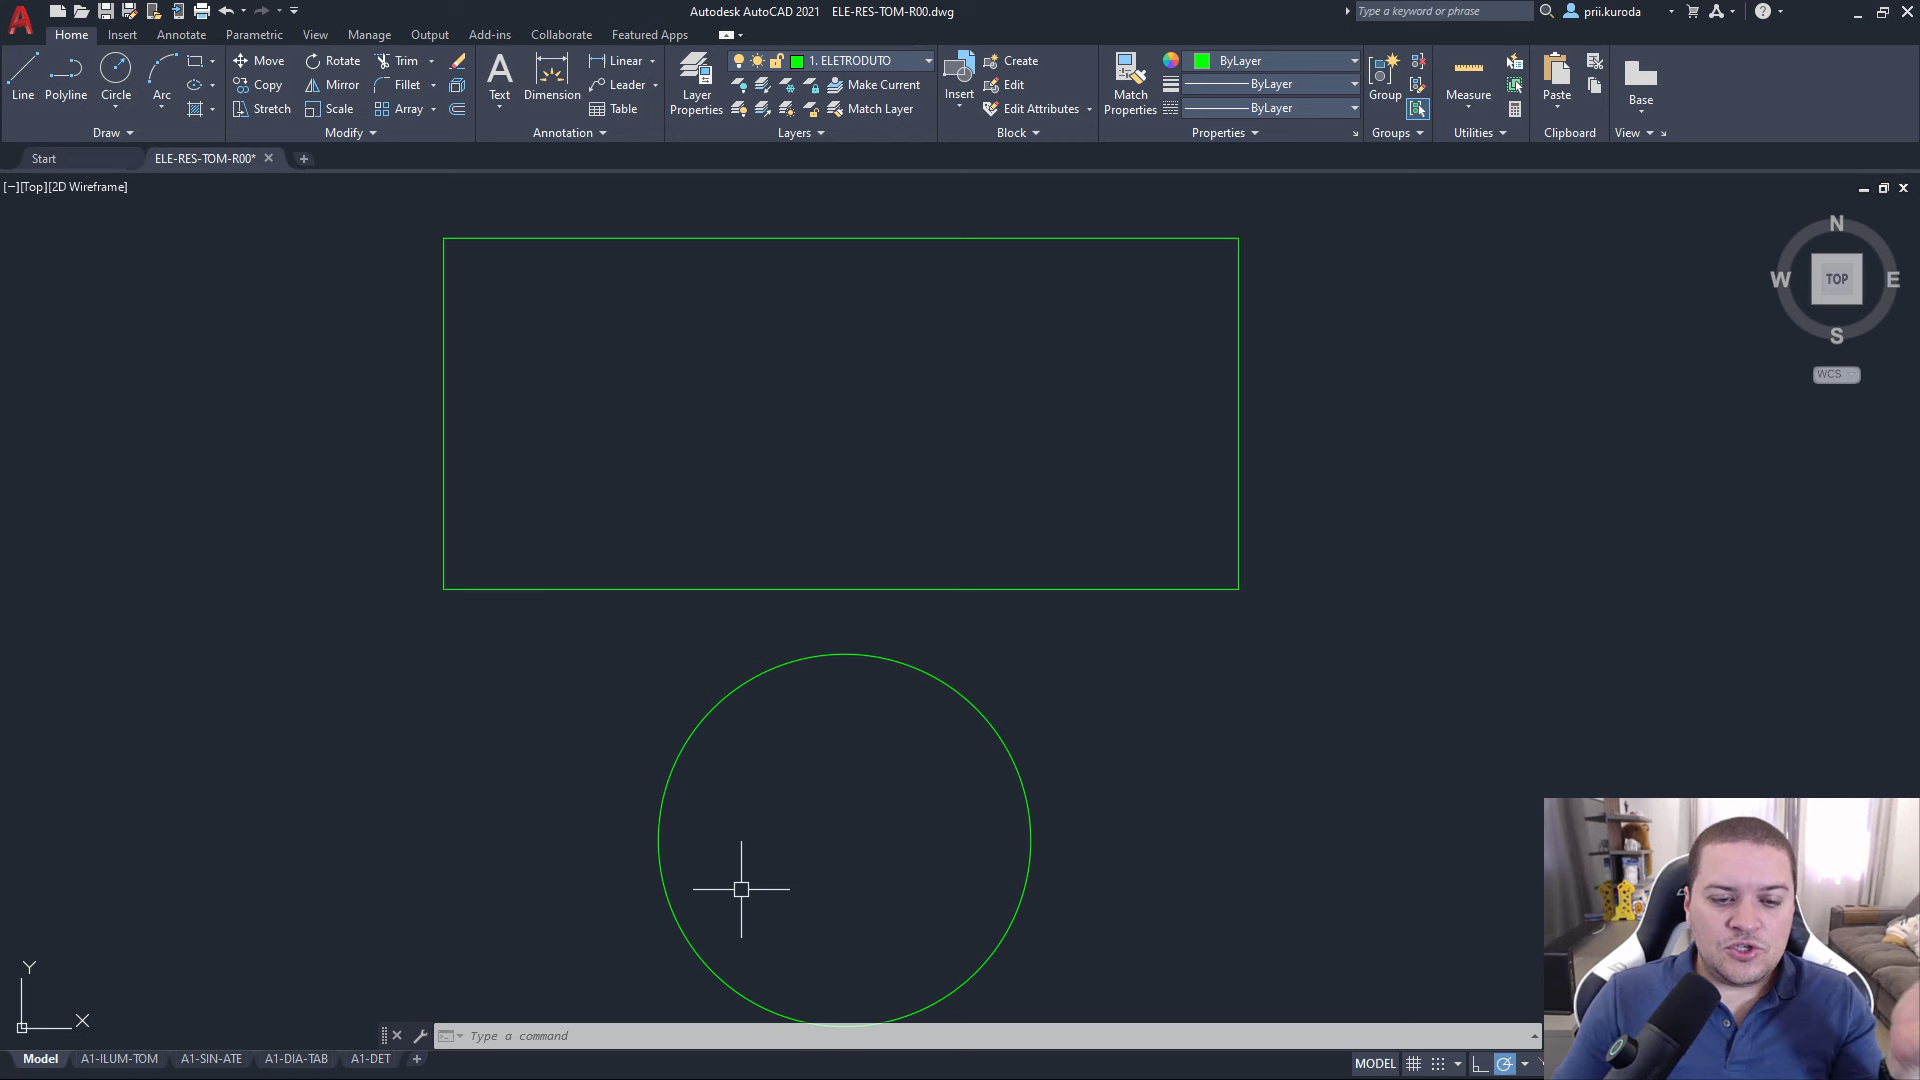 Autodesk AutoCAD 2021 ELE-RES-TOM-R00.dwg
Type a keyword or phrase
prii.kuroda
Home Insert Annotate Parametric View Manage Output Add-ins Collaborate Featured Apps
Line
Polyline
Circle
Arc
Draw
Move
Rotate
Trim
Copy
Mirror
Fillet
Stretch
Scale
Array
Modify
Text
Dimension
Linear
Leader
Table
Annotation
Layer
Properties
1. ELETRODUTO
Make Current
Match Layer
Layers
Insert
Create
Edit
Edit Attributes
Block
Match
Properties
ByLayer
ByLayer
ByLayer
Properties
Group
Groups
Measure
Utilities
Paste
Clipboard
Base
View
Start
ELE-RES-TOM-R00*
[−][Top][2D Wireframe]
N
W
TOP
E
S
WCS
Y
X
Type a command
Model A1-ILUM-TOM A1-SIN-ATE A1-DIA-TAB A1-DET
MODEL